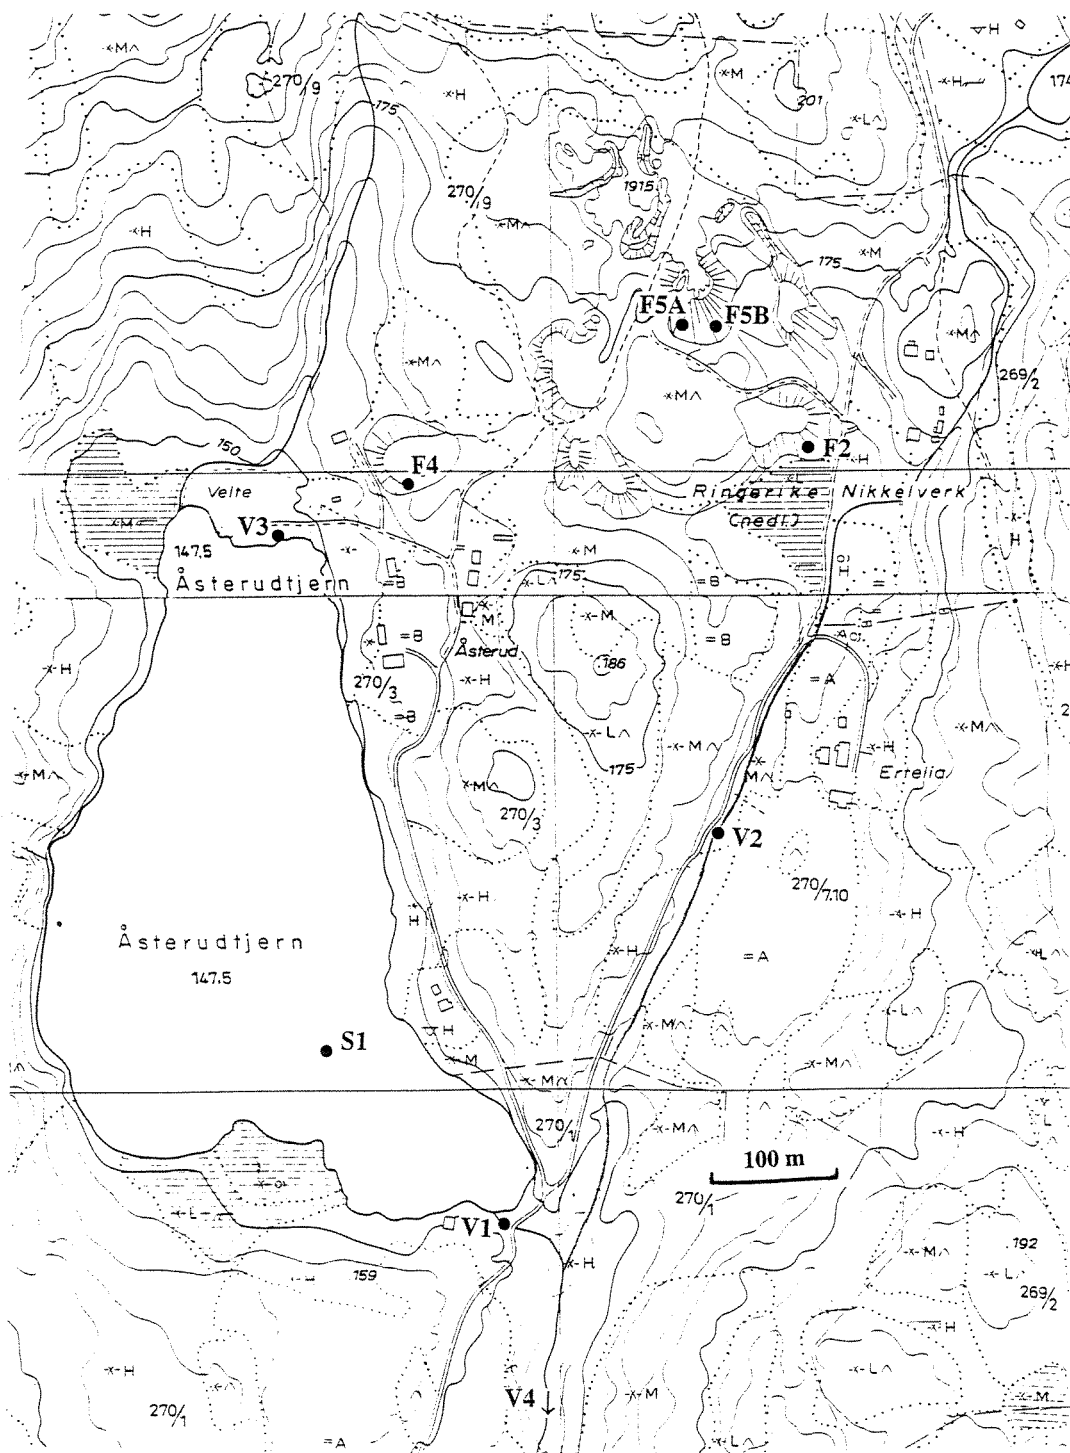 -x-M^
270/9
175
-x-H
-x-M
201
-x-L^
-x-H
174
1915
270/9
-x-H
-x-M^
-x-M
175
F5A
F5B
-x-M^
-x-M^
-x-M^
269/2
150
F4
F2
-x-H
Velte
Ringerike Nikkelverk
(nedl.)
V3
147,5
Åsterudtjern
-x-
=B
-x-M
-x-L^
175
=B
-x-H
-x-M
=B
Åsterud
186
=B
-x-H
270/3
-x-H
=B
=A
-x-L^
-x-M^
-x-H
-x-M^
175
Ertelia
-x-M^
270/3
V2
270/7.10
-x-H
-x-H
-x-H
Åsterudtjern
147.5
=A
-x-H
-x-L^
S1
-x-M^
-x-M
-x-M^
-x-M^
270/1
-x-M^
-x-H
100 m
270/1
V1
-x-H
192
-x-M^
-x-L^
159
269/2
-x-H
-x-H
-x-L^
V4
-x-M
-x-M
270/1
=A
-x-L^